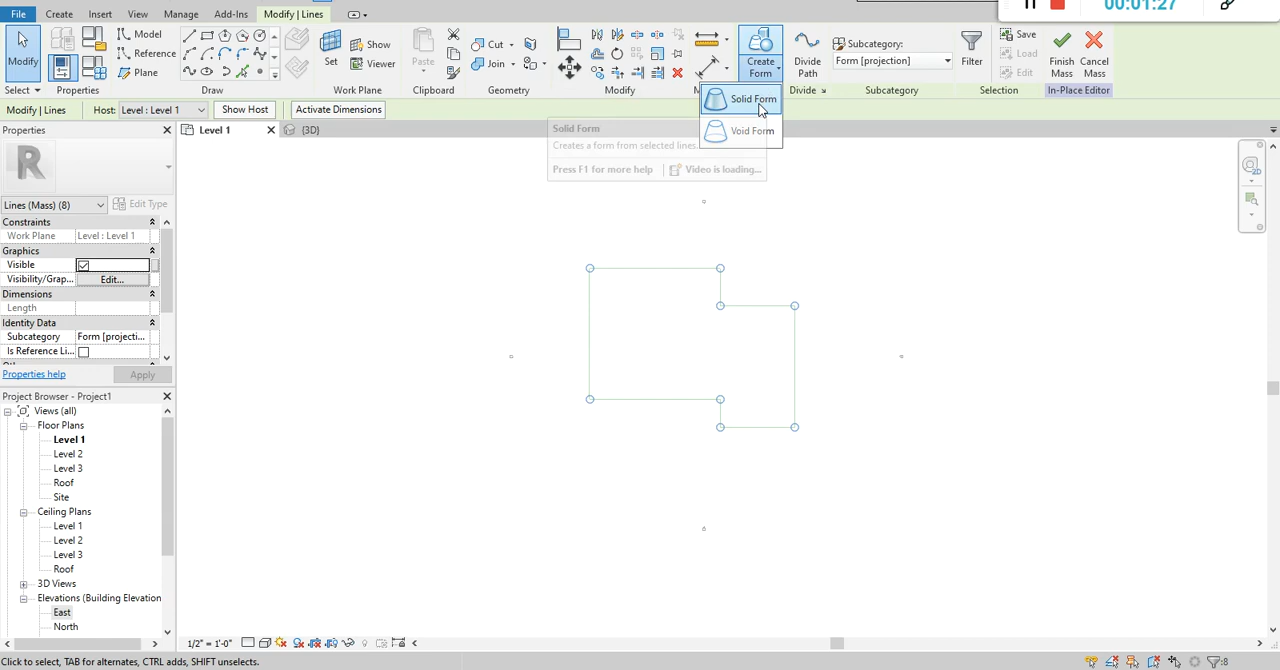 00:01:27
File Create Insert View Manage Add-Ins Modify | Lines
Modify
Model
Reference
Plane
Set
Show
Viewer
Paste
Cut
Join
Create
Form
Divide
Path
Subcategory:
Form [projection]
Filter
Save
Load
Edit
Finish
Mass
Cancel
Mass
Select Properties Draw Work Plane Clipboard Geometry Modify M Divide Subcategory Selection In-Place Editor
Solid Form
Void Form
Modify | Lines Host: Level : Level 1 Show Host Activate Dimensions
Solid Form
Creates a form from selected lines.
Press F1 for more help Video is loading...
Properties
Level 1 (3D)
R
2D
Lines (Mass) (8) Edit Type
Constraints
Work Plane Level : Level 1
Graphics
Visible
Visibility/Grap... Edit...
Dimensions
Length
Identity Data
Subcategory Form [projecti...
Is Reference Li...
Properties help Apply
Project Browser - Project1
Views (all)
Floor Plans
Level 1
Level 2
Level 3
Roof
Site
Ceiling Plans
Level 1
Level 2
Level 3
Roof
3D Views
Elevations (Building Elevation
East
North
1/2" = 1'-0"
Click to select, TAB for alternates, CTRL adds, SHIFT unselects.
:8